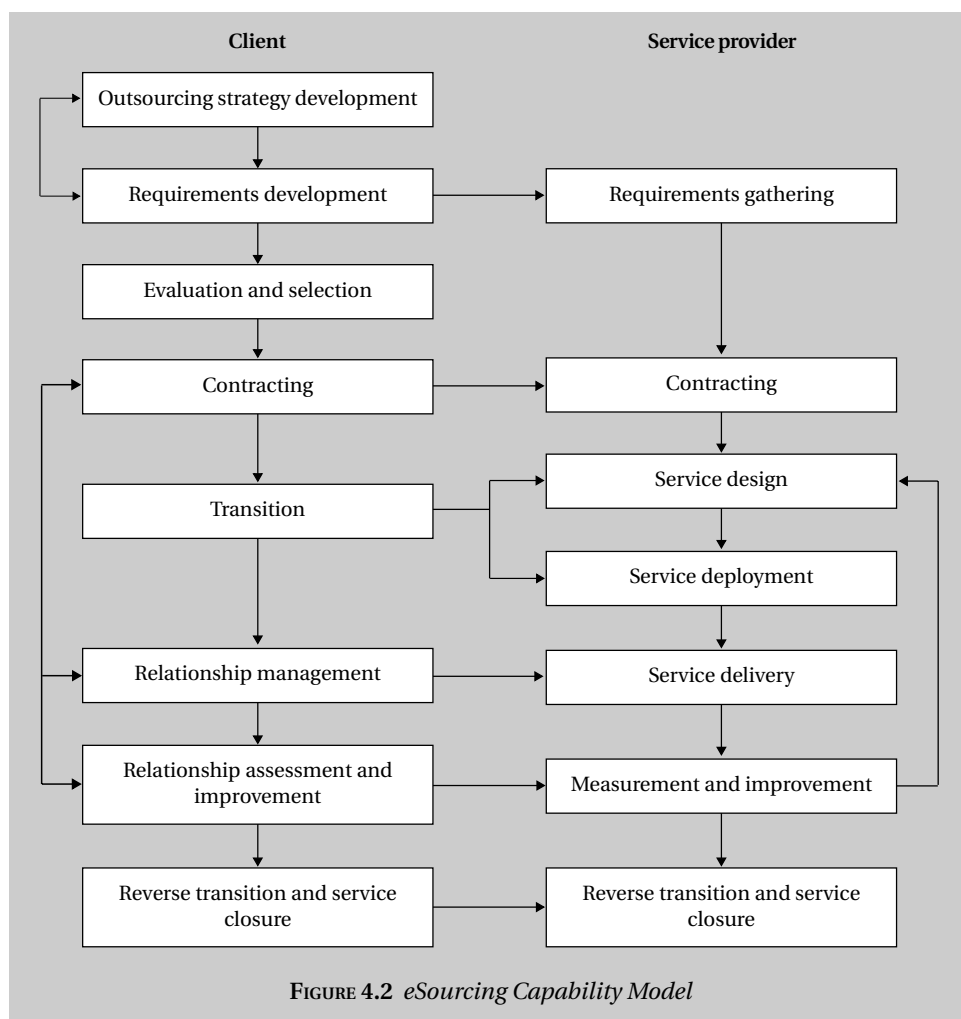 Client
Service provider
Outsourcing strategy development
Requirements development
Requirements gathering
Evaluation and selection
Contracting
Contracting
Service design
Transition
Service deployment
Relationship management
Service delivery
Relationship assessment and
improvement
Measurement and improvement
Reverse transition and service
closure
Reverse transition and service
closure
FIGURE 4.2 eSourcing Capability Model